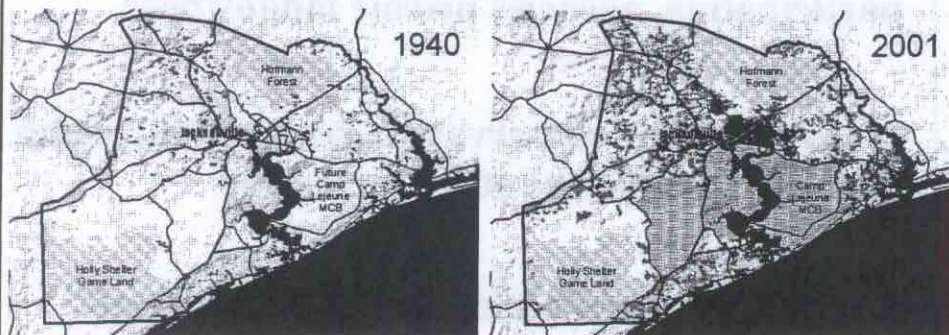 1940
Hofmann
Forest
Jacksonville
Future
Camp
Lejeune
MCB
Holly Shelter
Game Land
2001
Hofmann
Forest
Jacksonville
Camp
Lejeune
MCB
Holly Shelter
Game Land